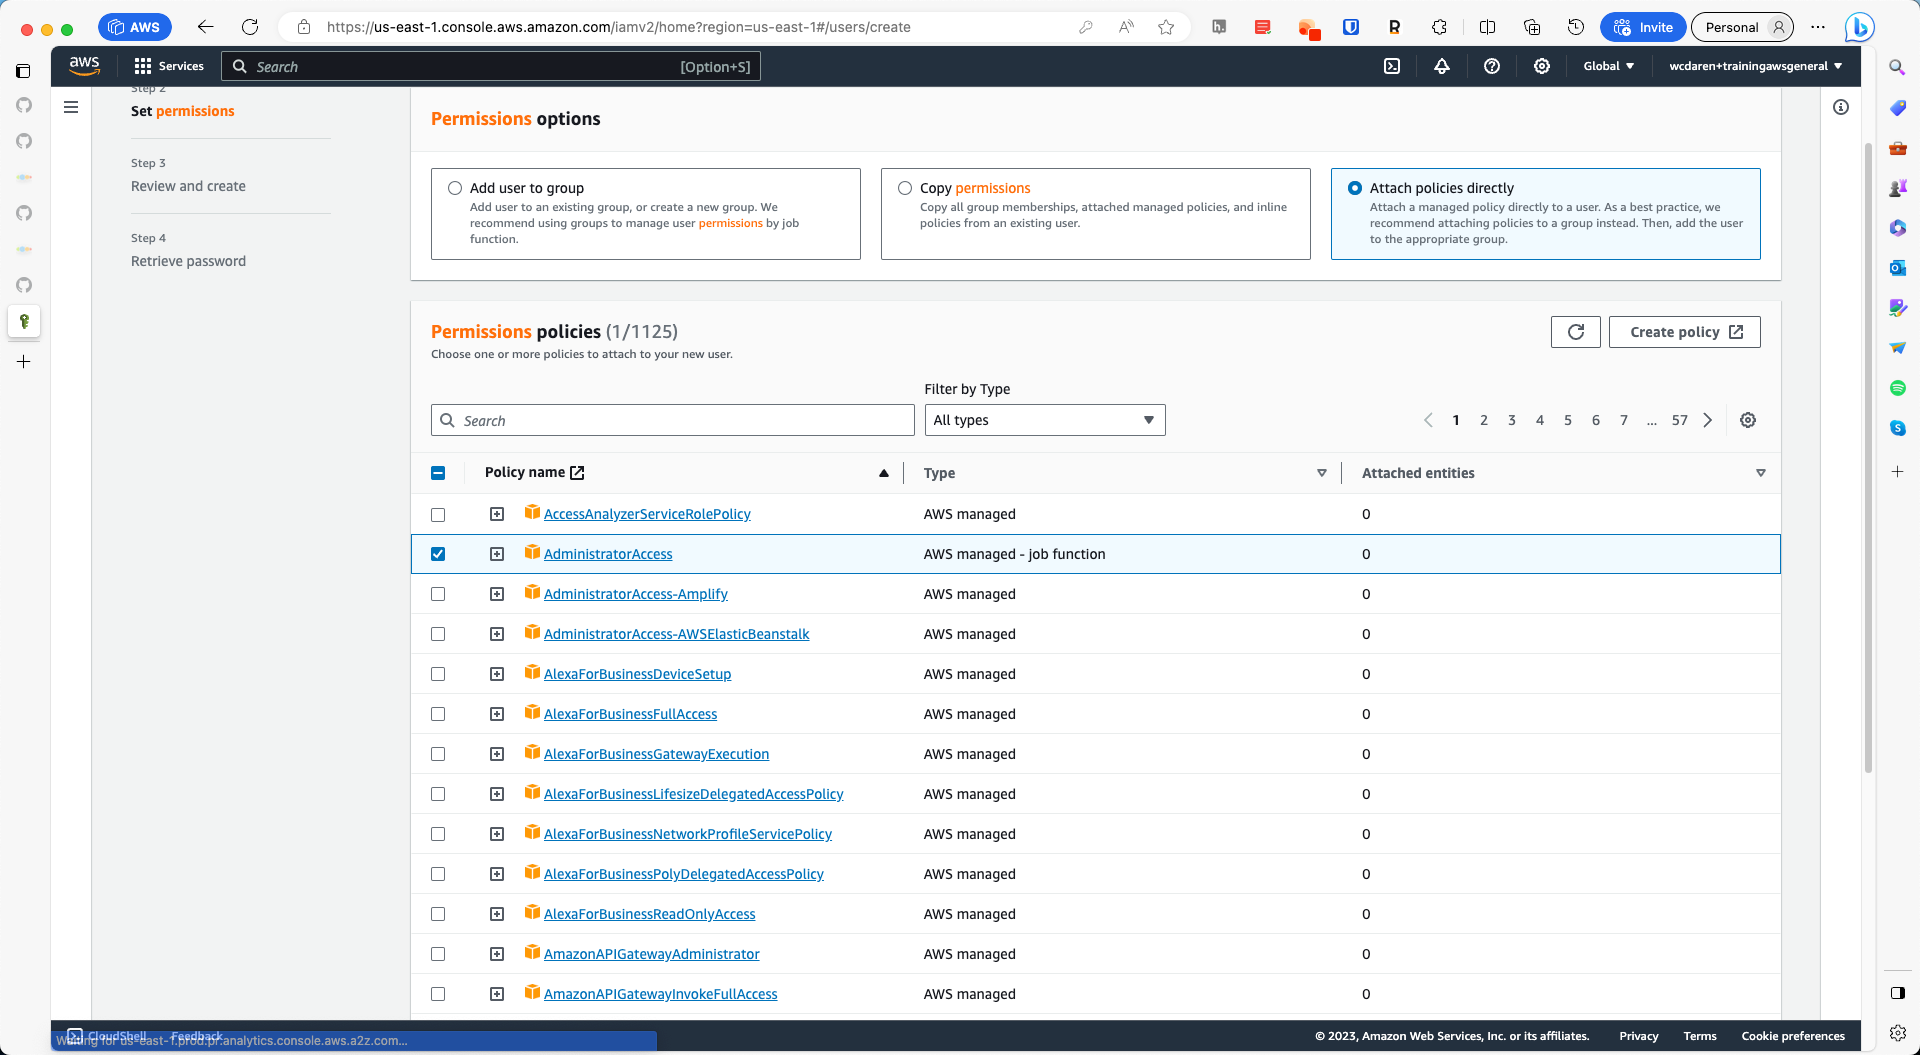 AWS
https://us-east-1.console.aws.amazon.com/iamv2/home?region=us-east-1#/users/create
Invite
Personal
aws
Services
Search
[Option+S]
Global
wcdaren+trainingawsgeneral
Step 2
Set permissions
Step 3
Review and create
Step 4
Retrieve password
Permissions options
Add user to group
Add user to an existing group, or create a new group. We
recommend using groups to manage user permissions by job
function.
Copy permissions
Copy all group memberships, attached managed policies, and inline
policies from an existing user.
Attach policies directly
Attach a managed policy directly to a user. As a best practice, we
recommend attaching policies to a group instead. Then, add the user
to the appropriate group.
Permissions policies (1/1125)
Choose one or more policies to attach to your new user.
Create policy
Filter by Type
Search
All types
1 2 3 4 5 6 7 ... 57
Policy name Type Attached entities
AccessAnalyzerServiceRolePolicy AWS managed 0
AdministratorAccess AWS managed - job function 0
AdministratorAccess-Amplify AWS managed 0
AdministratorAccess-AWSElasticBeanstalk AWS managed 0
AlexaForBusinessDeviceSetup AWS managed 0
AlexaForBusinessFullAccess AWS managed 0
AlexaForBusinessGatewayExecution AWS managed 0
AlexaForBusinessLifesizeDelegatedAccessPolicy AWS managed 0
AlexaForBusinessNetworkProfileServicePolicy AWS managed 0
AlexaForBusinessPolyDelegatedAccessPolicy AWS managed 0
AlexaForBusinessReadOnlyAccess AWS managed 0
AmazonAPIGatewayAdministrator AWS managed 0
AmazonAPIGatewayInvokeFullAccess AWS managed 0
CloudShell Feedback
Waiting for us-east-1.prod.pr.analytics.console.aws.a2z.com...
© 2023, Amazon Web Services, Inc. or its affiliates. Privacy Terms Cookie preferences